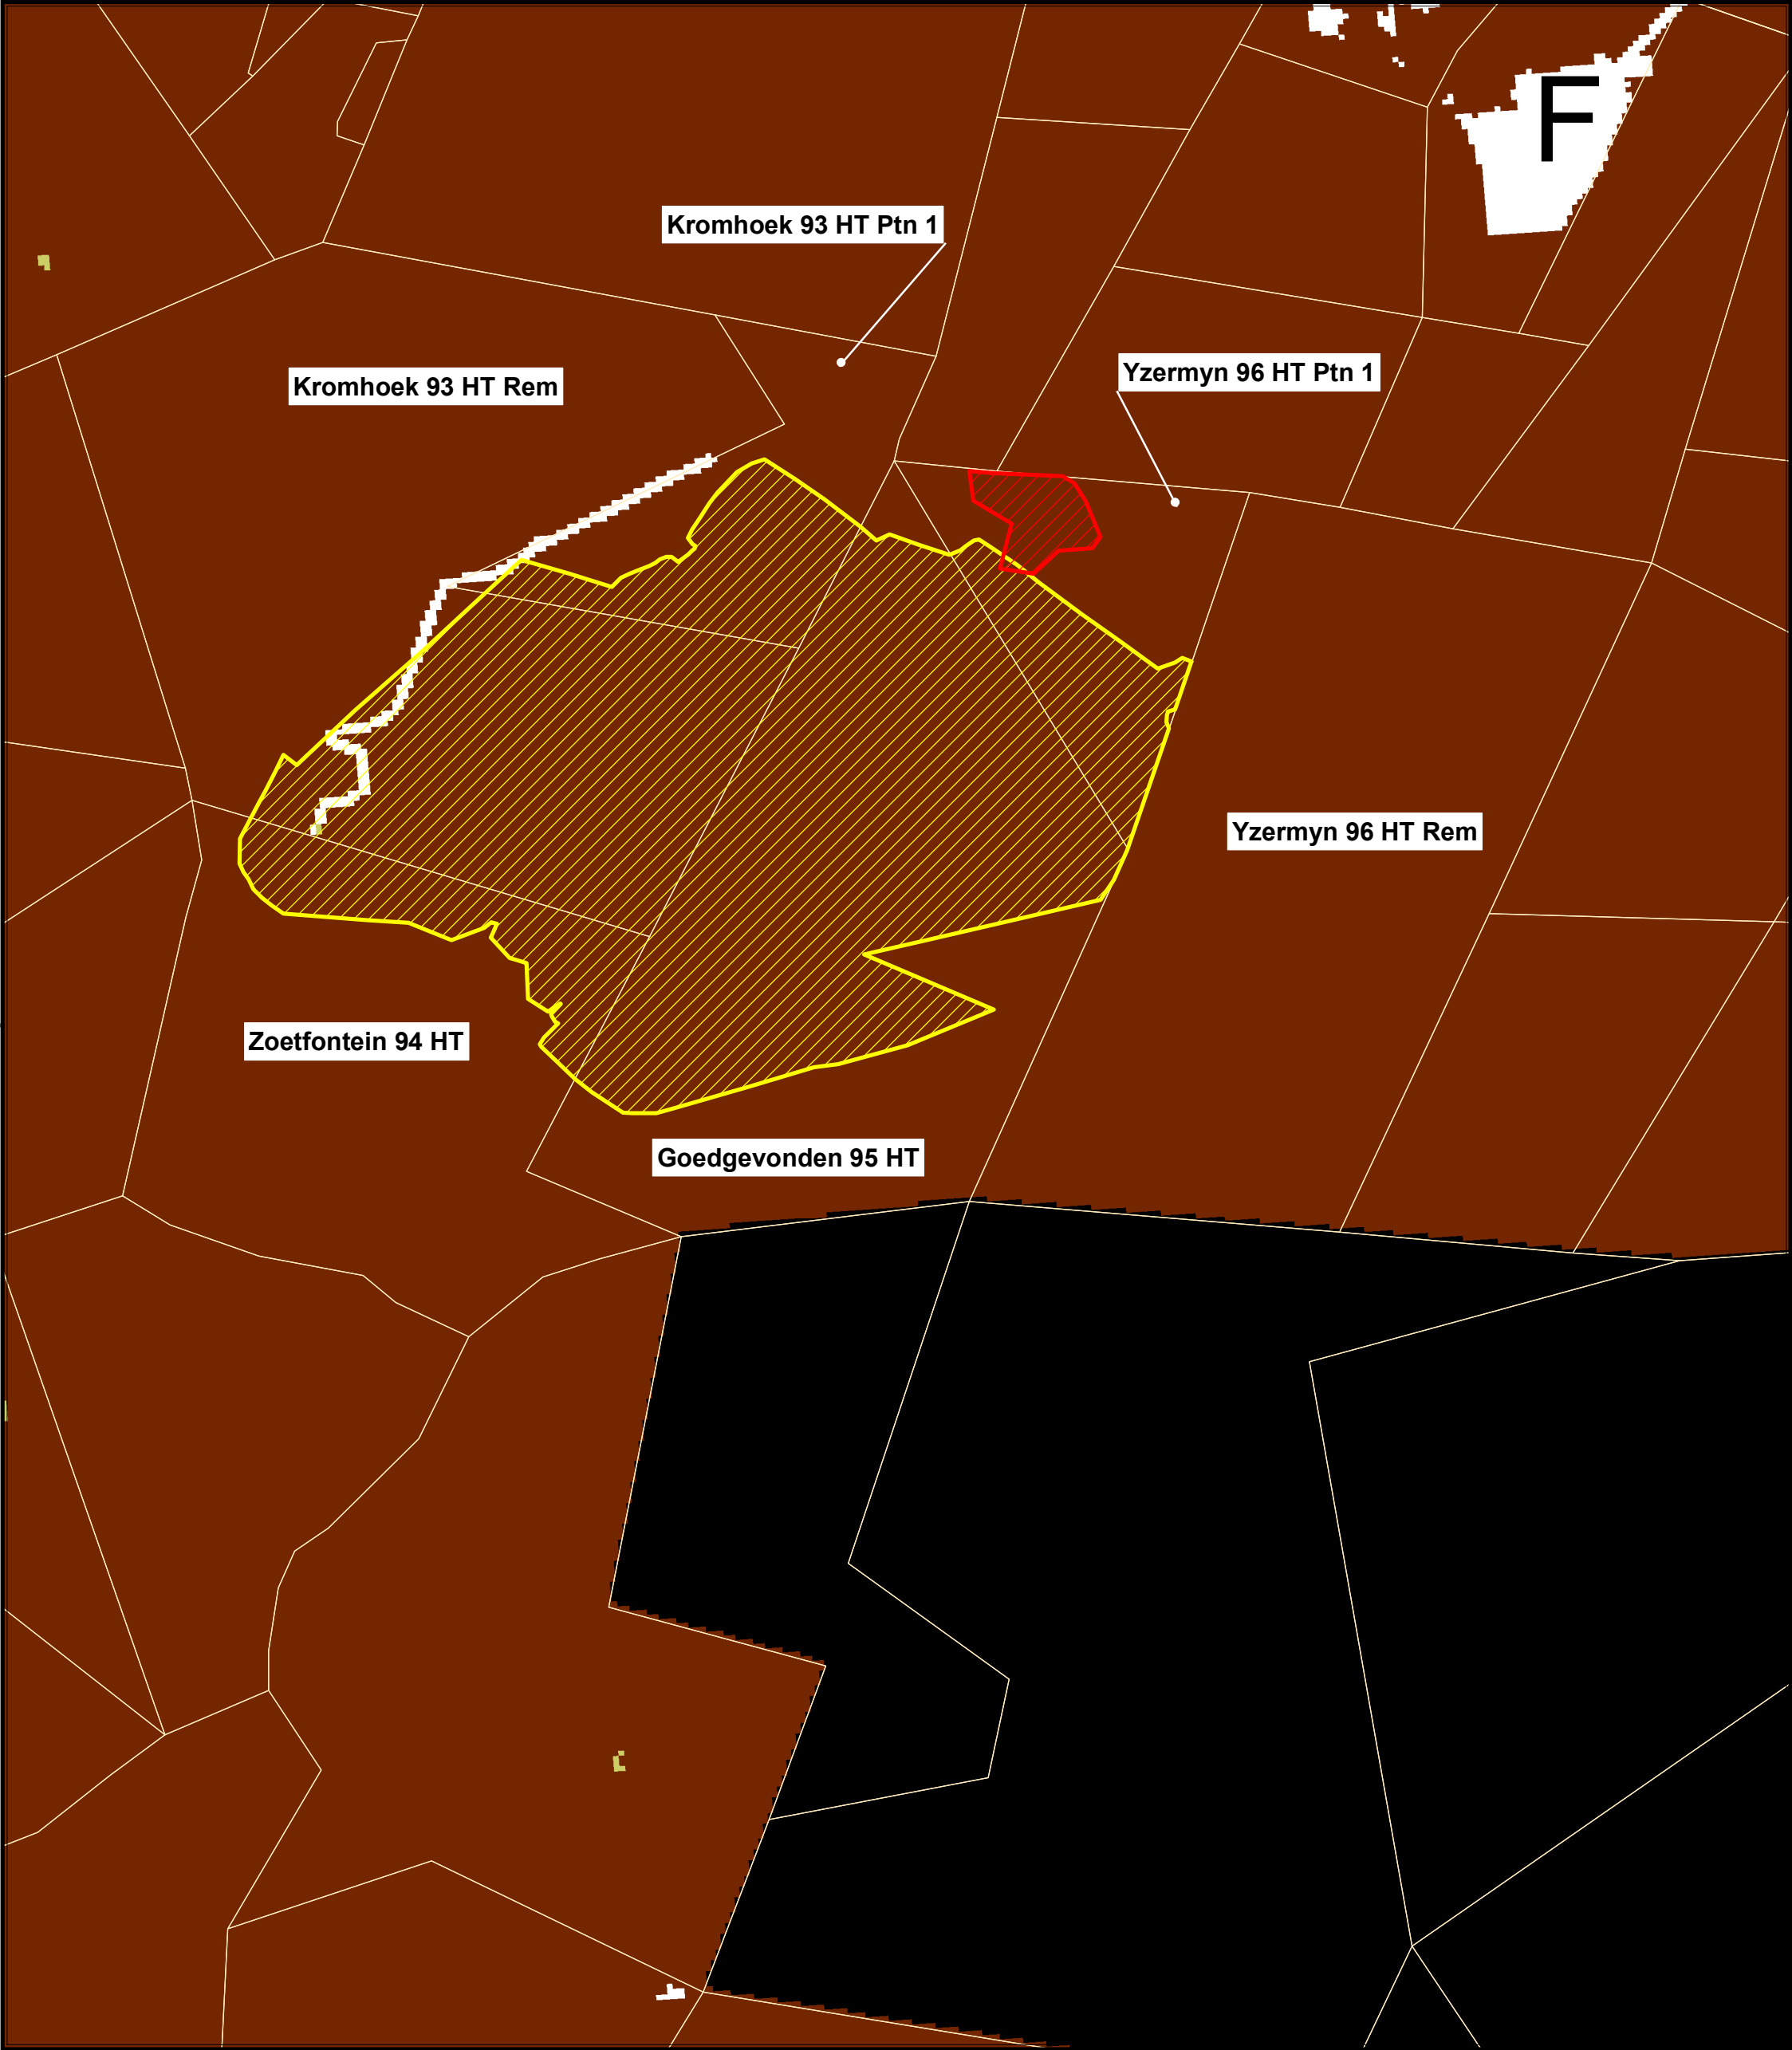 F
Kromhoek 93 HT Ptn 1
Yzermyn 96 HT Ptn 1
Kromhoek 93 HT Rem
Yzermyn 96 HT Rem
Zoetfontein 94 HT
Goedgevonden 95 HT